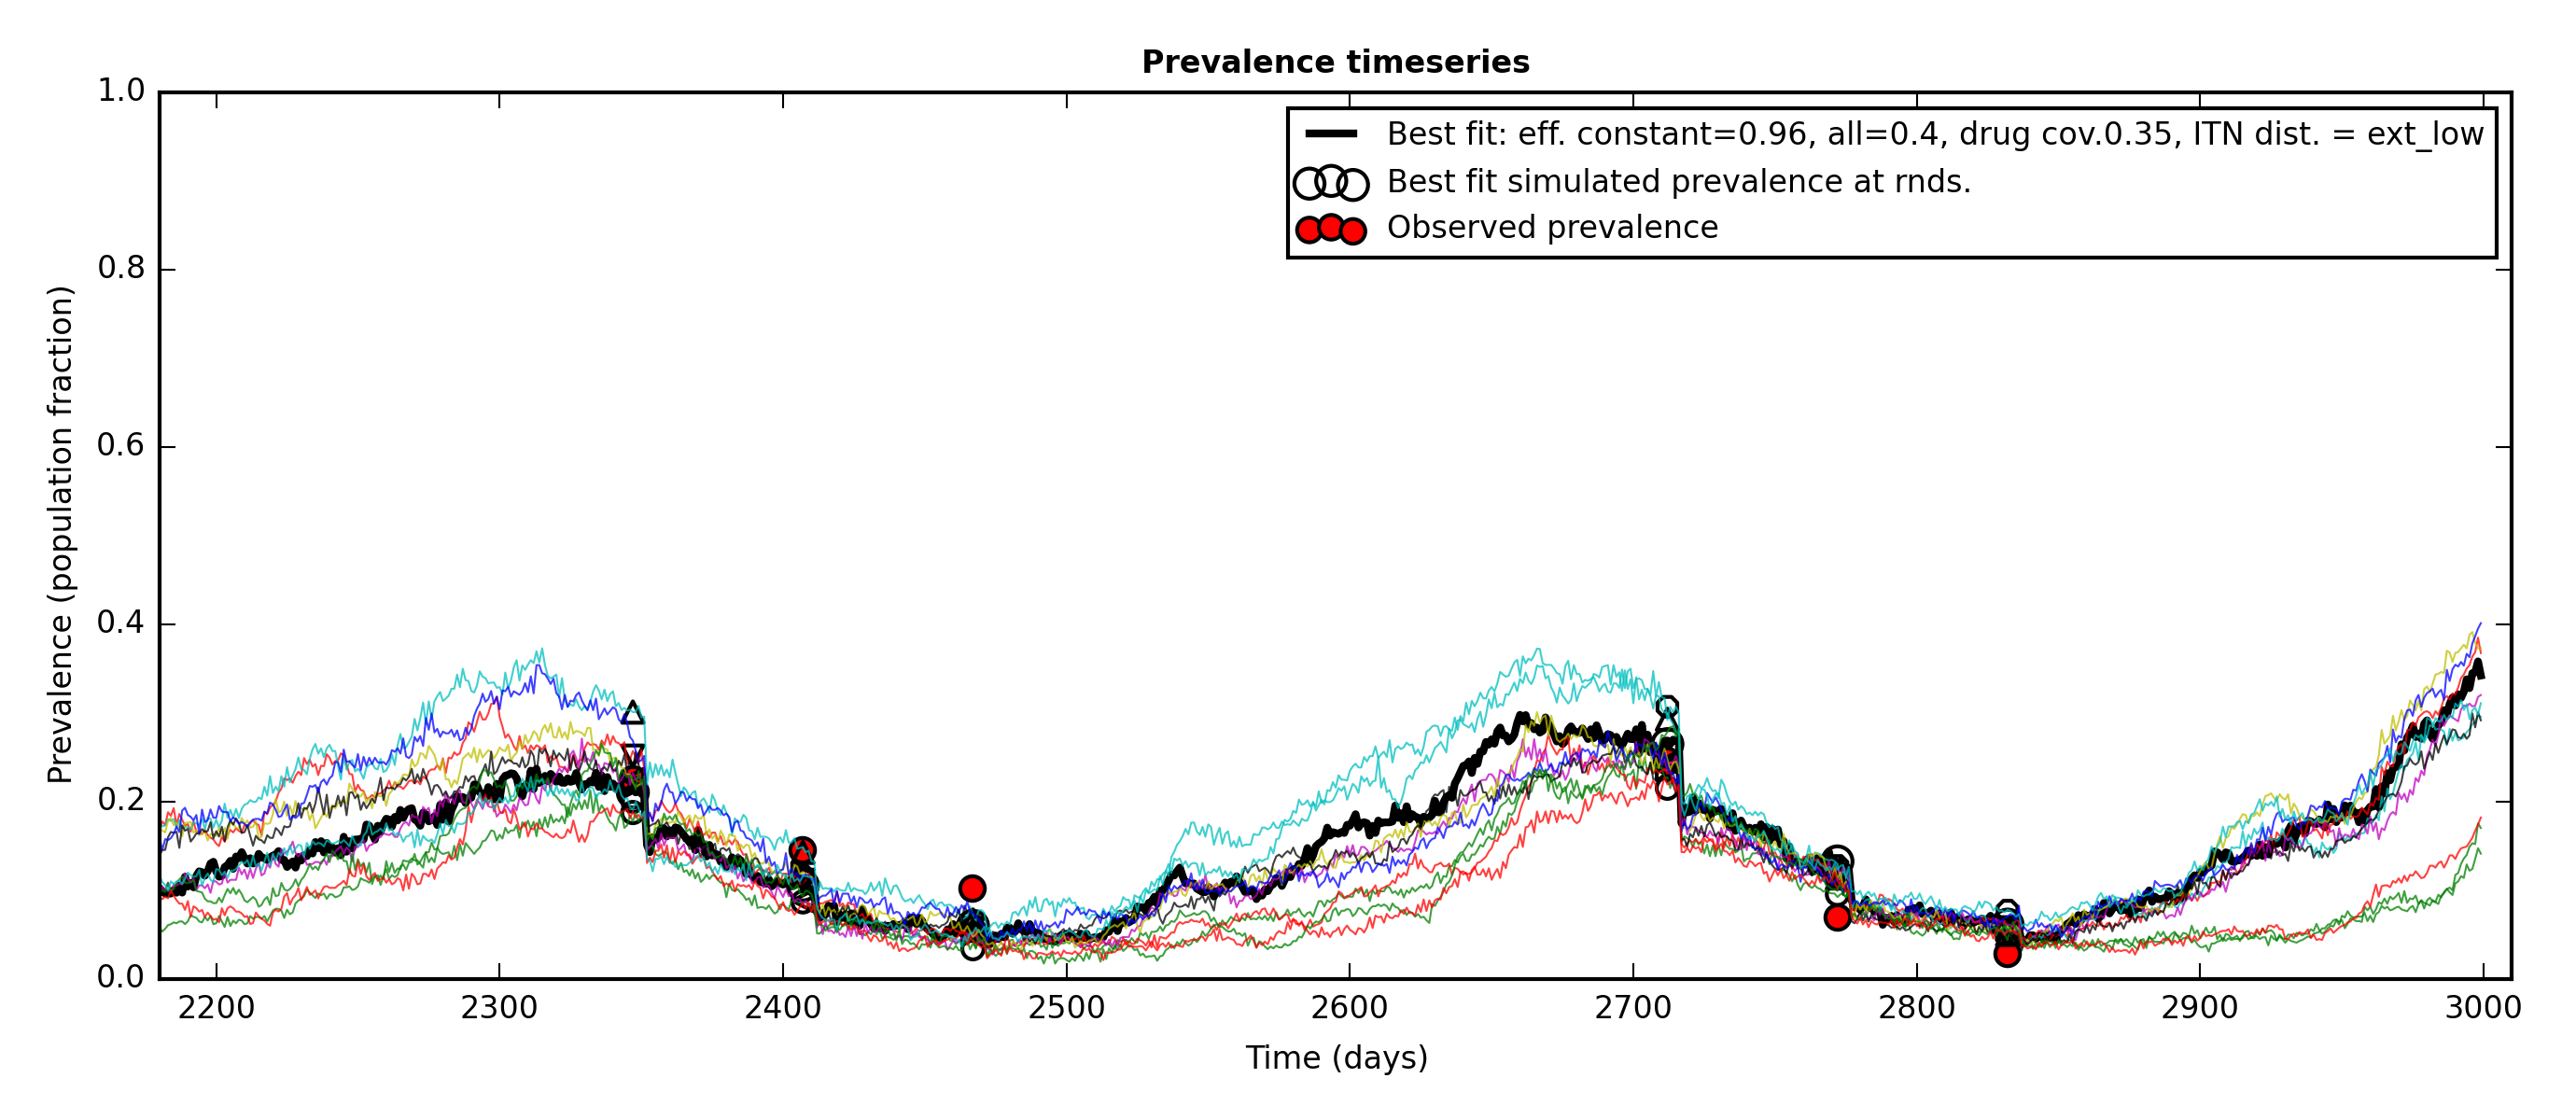 Prevalence timeseries
1.0
0.8
0.6
0.4
0.2
0.0
Prevalence (population fraction)
Best fit: eff. constant=0.96, all=0.4, drug cov.0.35, ITN dist. = ext_low
Best fit simulated prevalence at rnds.
Observed prevalence
2200 2300 2400 2500 2600 2700 2800 2900 3000
Time (days)